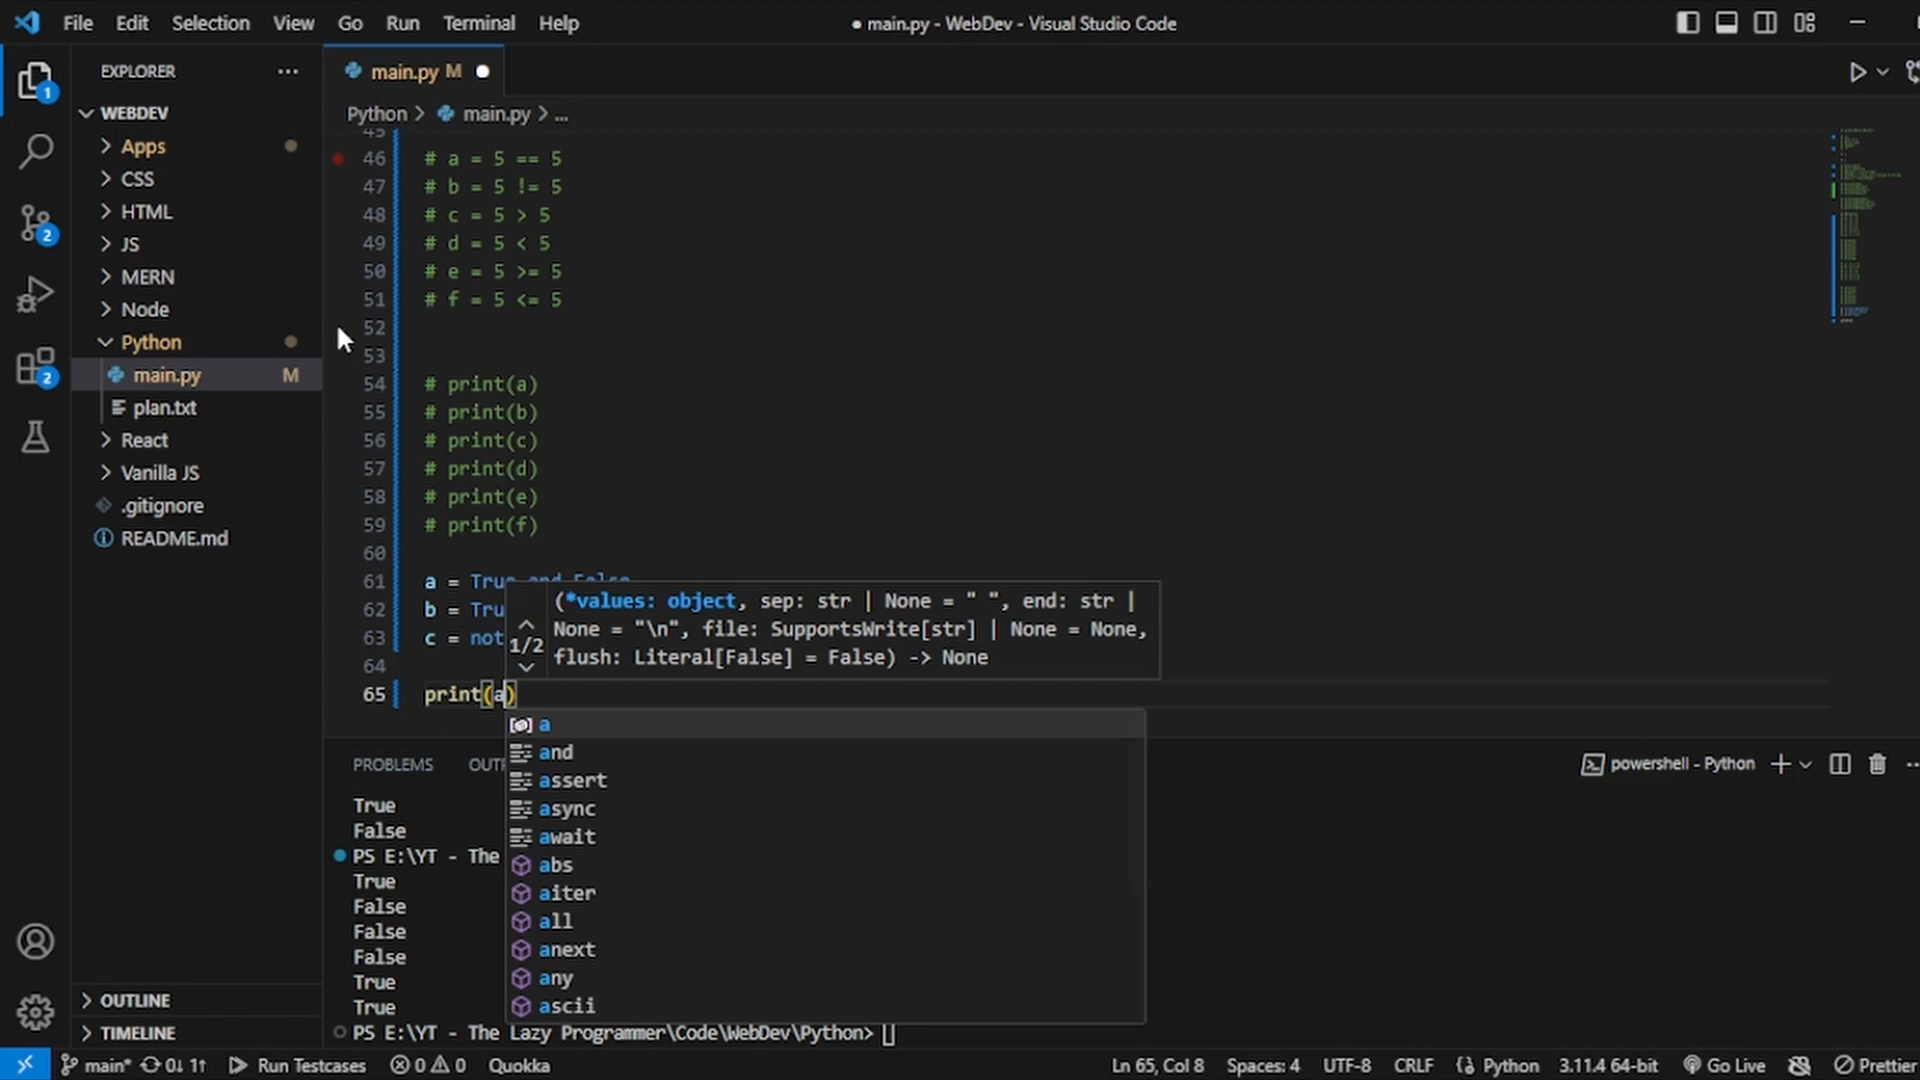 File Edit Selection View Go Run Terminal Help
● main.py - WebDev - Visual Studio Code
EXPLORER ···
main.py M
Python > main.py > ...
WEBDEV
Apps
CSS
HTML
JS
MERN
Node
Python
main.py M
plan.txt
React
Vanilla JS
.gitignore
README.md
OUTLINE
TIMELINE
1
2
2
45
46 # a = 5 == 5
47 # b = 5 != 5
48 # c = 5 > 5
49 # d = 5 < 5
50 # e = 5 >= 5
51 # f = 5 <= 5
52
53
54 # print(a)
55 # print(b)
56 # print(c)
57 # print(d)
58 # print(e)
59 # print(f)
60
61 a = True and False
62 b = Tru
63 c = not
64
65 print(a)
1/2
(*values: object, sep: str | None = " ", end: str |
None = "\n", file: SupportsWrite[str] | None = None,
flush: Literal[False] = False) -> None
a
and
assert
async
await
abs
aiter
all
anext
any
ascii
PROBLEMS OUT
powershell - Python
True
False
PS E:\YT - The
True
False
False
False
True
True
PS E:\YT - The Lazy Programmer\Code\WebDev\Python>
main* 0↓ 1↑ Run Testcases 0 0 Quokka
Ln 65, Col 8 Spaces: 4 UTF-8 CRLF Python 3.11.4 64-bit Go Live Prettier